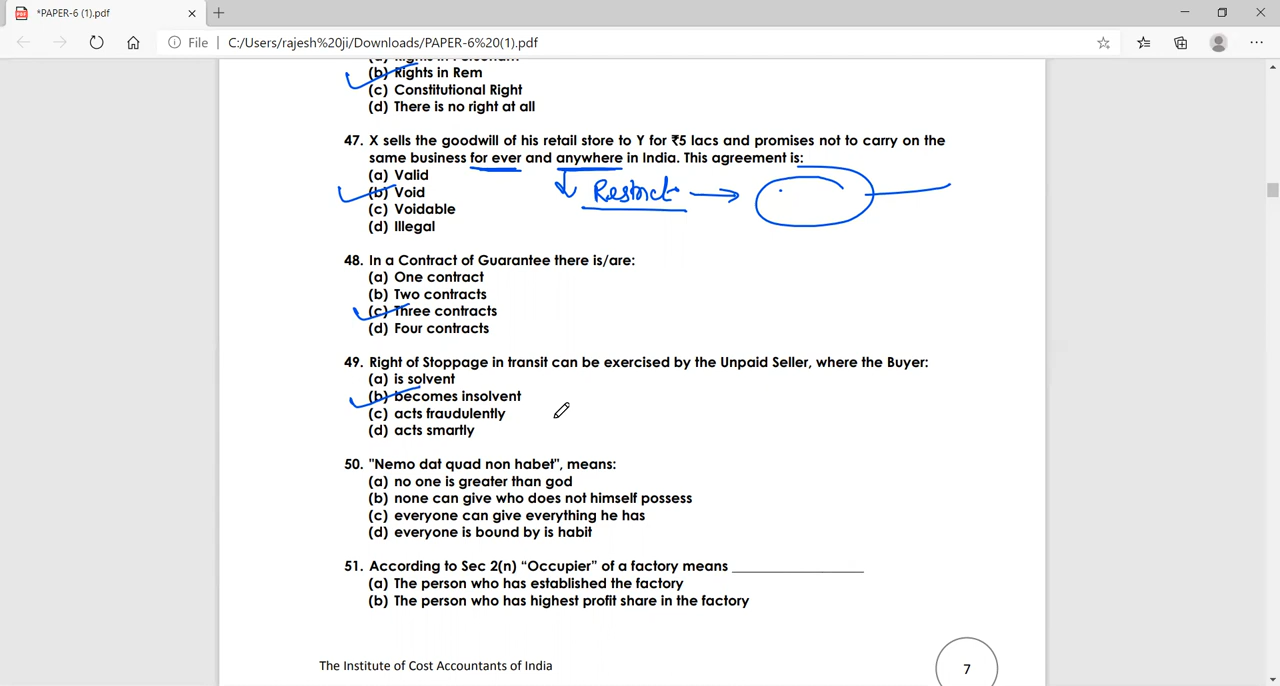 *PAPER-6 (1).pdf
File | C:/Users/rajesh%20ji/Downloads/PAPER-6%20(1).pdf
(b) Rights in Rem
(c) Constitutional Right
(d) There is no right at all
47. X sells the goodwill of his retail store to Y for ₹5 lacs and promises not to carry on the
same business for ever and anywhere in India. This agreement is:
(a) Valid
(b) Void
Restrict
(c) Voidable
(d) Illegal
48. In a Contract of Guarantee there is/are:
(a) One contract
(b) Two contracts
(c) Three contracts
(d) Four contracts
49. Right of Stoppage in transit can be exercised by the Unpaid Seller, where the Buyer:
(a) is solvent
(b) becomes insolvent
(c) acts fraudulently
(d) acts smartly
50. "Nemo dat quad non habet", means:
(a) no one is greater than god
(b) none can give who does not himself possess
(c) everyone can give everything he has
(d) everyone is bound by is habit
51. According to Sec 2(n) “Occupier” of a factory means ________________
(a) The person who has established the factory
(b) The person who has highest profit share in the factory
The Institute of Cost Accountants of India
7